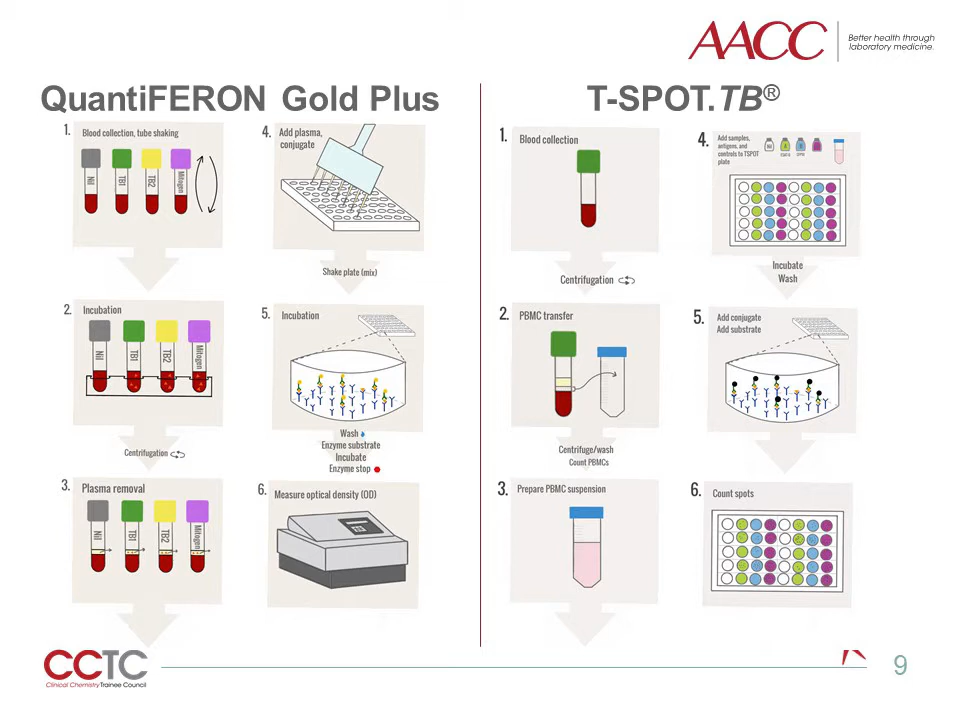 AACC
Better health through
laboratory medicine.
QuantiFERON Gold Plus
1. Blood collection, tube shaking
Nil
TB1
TB2
Mitogen
2. Incubation
Nil
TB1
TB2
Mitogen
Centrifugation
3. Plasma removal
Nil
TB1
TB2
Mitogen
4. Add plasma,
conjugate
Shake plate (mix)
5. Incubation
Wash
Enzyme substrate
Incubate
Enzyme stop
6. Measure optical density (OD)
T-SPOT.TB®
1. Blood collection
Centrifugation
2. PBMC transfer
Centrifuge/wash
Count PBMCs
3. Prepare PBMC suspension
4. Add samples,
antigens, and
controls to TSPOT
plate
Incubate
Wash
5. Add conjugate
Add substrate
6. Count spots
CCTC
Clinical Chemistry Trainee Council
9